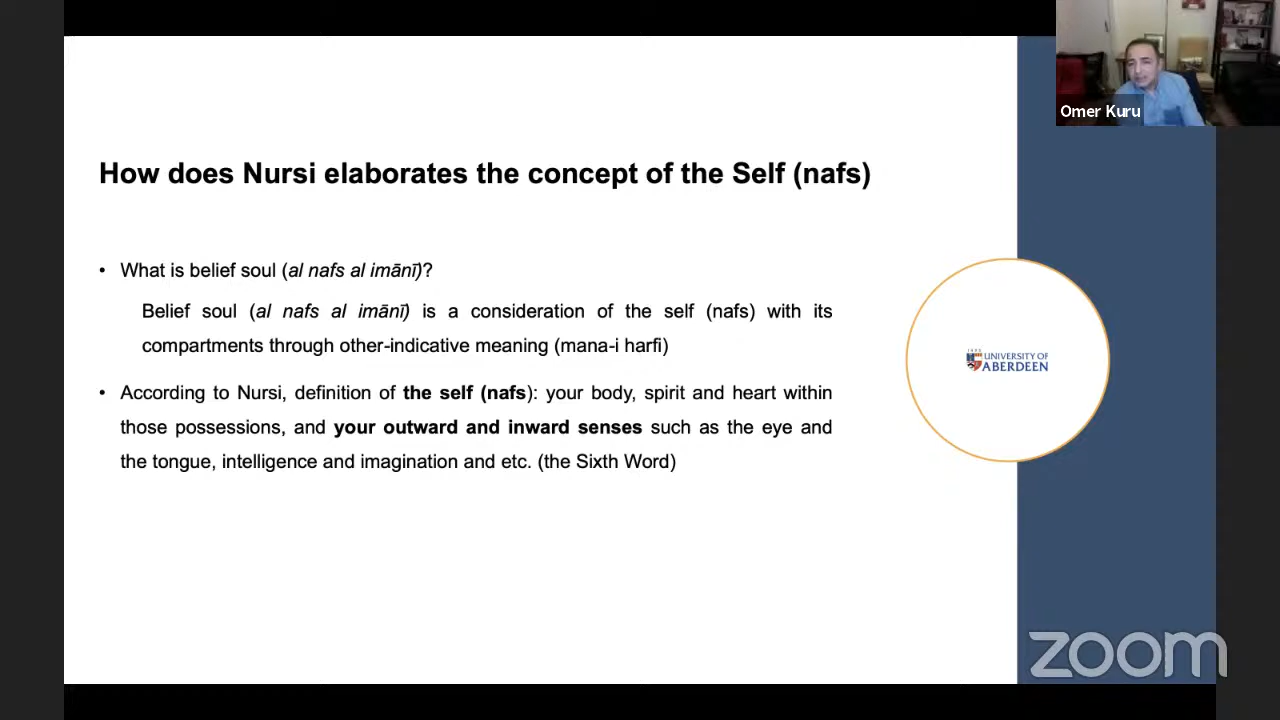 Omer Kuru
How does Nursi elaborates the concept of the Self (nafs)
• What is belief soul (al nafs al imānī)?
Belief soul (al nafs al imānī) is a consideration of the self (nafs) with its
compartments through other-indicative meaning (mana-i harfi)
• According to Nursi, definition of the self (nafs): your body, spirit and heart within
those possessions, and your outward and inward senses such as the eye and
the tongue, intelligence and imagination and etc. (the Sixth Word)
1495
UNIVERSITY OF
ABERDEEN
zoom